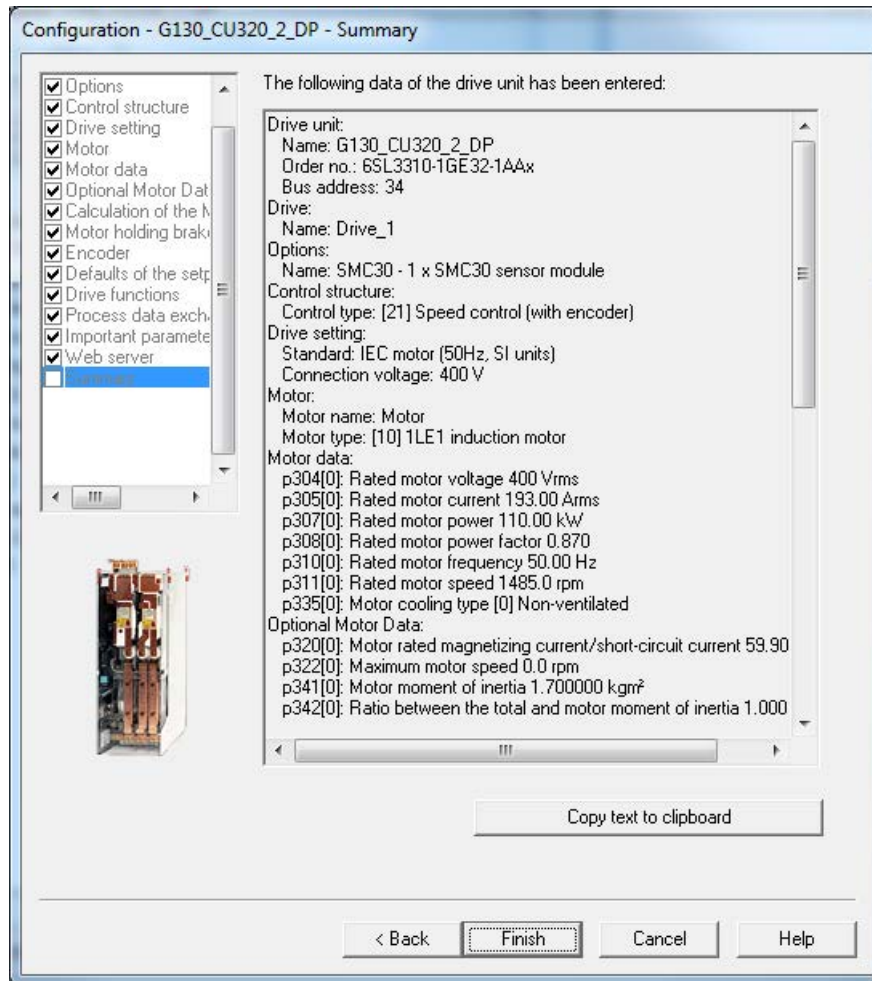 Configuration - G130_CU320_2_DP - Summary
Options
Control structure
Drive setting
Motor
Motor data
Optional Motor Dat
Calculation of the M
Motor holding brak
Encoder
Defaults of the setp
Drive functions
Process data exch
Important paramete
Web server
Summary
The following data of the drive unit has been entered:
Drive unit:
Name: G130_CU320_2_DP
Order no.: 6SL3310-1GE32-1AAx
Bus address: 34
Drive:
Name: Drive_1
Options:
Name: SMC30 - 1 x SMC30 sensor module
Control structure:
Control type: [21] Speed control (with encoder)
Drive setting:
Standard: IEC motor (50Hz, SI units)
Connection voltage: 400 V
Motor:
Motor name: Motor
Motor type: [10] 1LE1 induction motor
Motor data:
p304[0]: Rated motor voltage 400 Vrms
p305[0]: Rated motor current 193.00 Arms
p307[0]: Rated motor power 110.00 kW
p308[0]: Rated motor power factor 0.870
p310[0]: Rated motor frequency 50.00 Hz
p311[0]: Rated motor speed 1485.0 rpm
p335[0]: Motor cooling type [0] Non-ventilated
Optional Motor Data:
p320[0]: Motor rated magnetizing current/short-circuit current 59.90
p322[0]: Maximum motor speed 0.0 rpm
p341[0]: Motor moment of inertia 1.700000 kgm²
p342[0]: Ratio between the total and motor moment of inertia 1.000
Copy text to clipboard
< Back
Finish
Cancel
Help